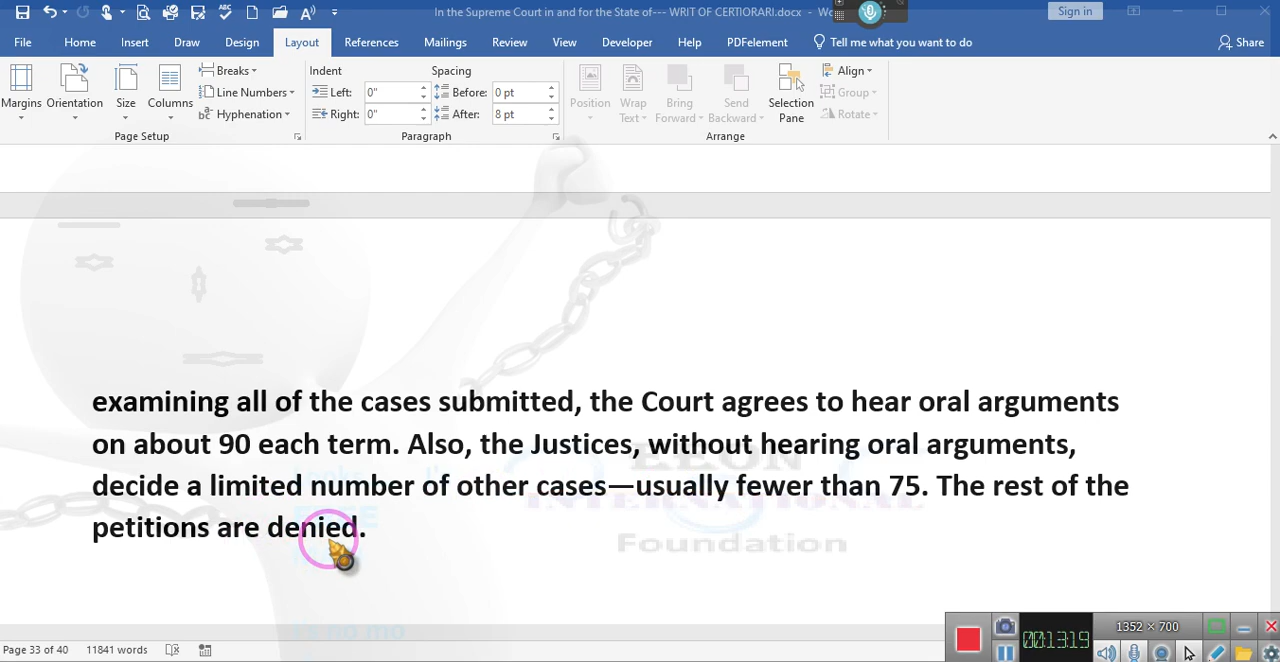 In the Supreme Court in and for the State of--- WRIT OF CERTIORARI.docx - Wo
Sign in
File Home Insert Draw Design Layout References Mailings Review View Developer Help PDFelement Tell me what you want to do Share
Margins Orientation Size Columns
Breaks
Line Numbers
Hyphenation
Page Setup
Indent Spacing
Left: 0" Before: 0 pt
Right: 0" After: 8 pt
Paragraph
Position Wrap Text Bring Forward Send Backward Selection Pane
Align
Group
Rotate
Arrange
examining all of the cases submitted, the Court agrees to hear oral arguments
on about 90 each term. Also, the Justices, without hearing oral arguments,
EEON
decide a limited number of other cases—usually fewer than 75. The rest of the
INTERNATIONAL
petitions are denied.
Foundation
Page 33 of 40 11841 words
00:13:19
1352 × 700